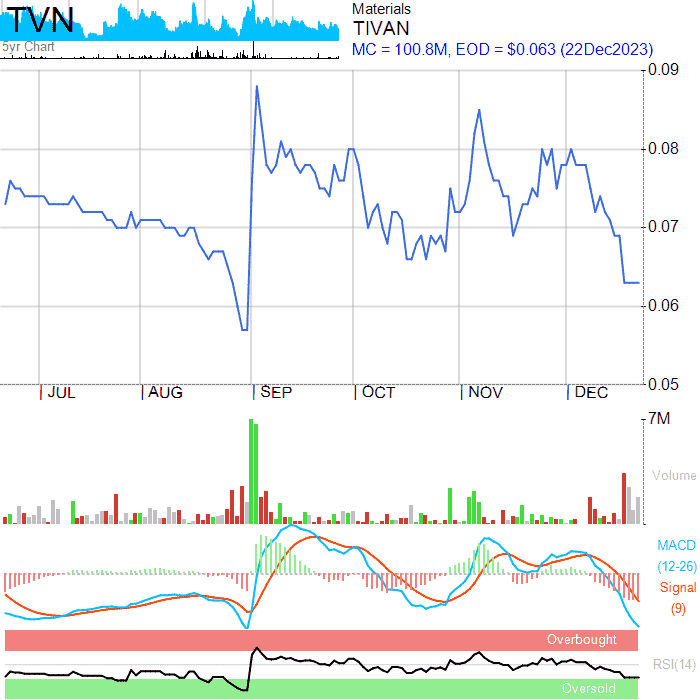 TVN
5yr Chart
Materials
TIVAN
MC = 100.8M, EOD = $0.063 (22Dec2023)
0.09
0.08
0.07
0.06
0.05
JUL AUG SEP OCT NOV DEC
7M
Volume
MACD
(12-26)
Signal
(9)
Overbought
RSI(14)
Oversold